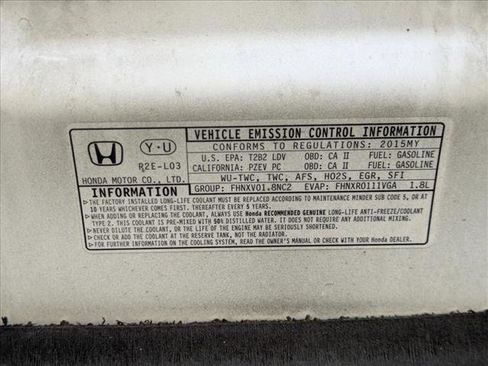 Y·U
R2E-L03
HONDA MOTOR CO., LTD.
VEHICLE EMISSION CONTROL INFORMATION
CONFORMS TO REGULATIONS: 2015MY
U.S. EPA: T2B2 LDV OBD: CA II FUEL: GASOLINE
CALIFORNIA: PZEV PC OBD: CA II FUEL: GASOLINE
WU-TWC, TWC, AFS, HO2S, EGR, SFI
GROUP: FHNXV01.8NC2 EVAP: FHNXR0111VGA 1.8L
INFORMATION
▷THE FACTORY INSTALLED LONG-LIFE COOLANT MUST BE REPLACED ACCORDING TO MAINTENANCE MINDER SUB CODE 5, OR AT
10 YEARS WHICHEVER COMES FIRST. THEREAFTER EVERY 5 YEARS.
▷WHEN REPLACING THE COOLANT, ALWAYS USE Honda RECOMMENDED GENUINE LONG-LIFE ANTI-FREEZE/COOLANT
TYPE 2. THIS COOLANT IS PRE-MIXED WITH 50% DISTILLED WATER. IT DOES NOT REQUIRE ANY ADDITIONAL MIXING.
▷DO NOT USE ANOTHER COOLANT, OR THE LIFE OF THE ENGINE MAY BE SERIOUSLY SHORTENED.
▷CHECK OR ADD THE COOLANT AT THE RESERVE TANK, NOT THE RADIATOR.
▷FOR FURTHER INFORMATION ON THE COOLING SYSTEM, READ THE OWNER'S MANUAL OR CHECK WITH YOUR Honda DEALER.